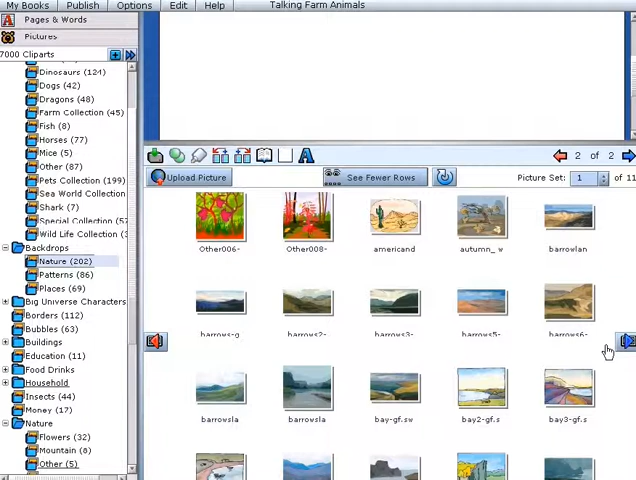 My Books Publish Options Edit Help Talking Farm Animals
Pages & Words
Pictures
7000 Cliparts
Dinosaurs (124)
Dogs (42)
Dragons (48)
Farm Collection (45)
Fish (8)
Horses (77)
Mice (5)
Other (87)
Pets Collection (199)
Sea World Collection
Shark (7)
Special Collection (57
Wild Life Collection (3
Backdrops
Nature (202)
Patterns (86)
Places (69)
Big Universe Characters
Borders (112)
Bubbles (63)
Buildings
Education (11)
Food Drinks
Household
Insects (44)
Money (17)
Nature
Flowers (32)
Mountain (8)
Other (5)
A 2 of 2
Upload Picture See Fewer Rows Picture Set: 1 of 11
Other006- Other008- americand autumn_w barrowlan
barrows-g barrows2- barrows3- barrows5- barrows6-
barrowsla barrowsla bay-gf.sw bay2-gf.s bay3-gf.s